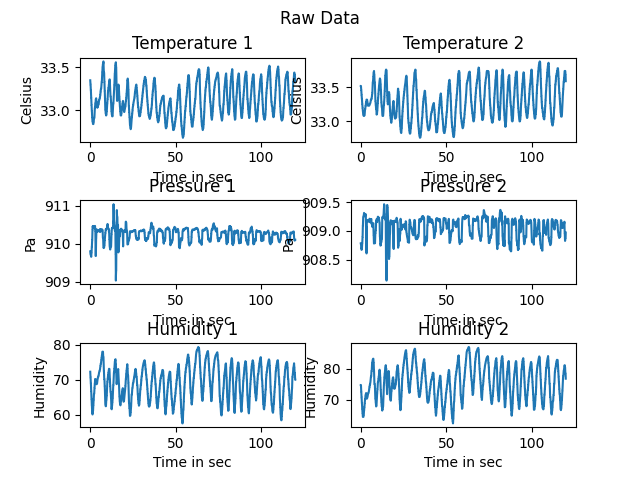 Raw Data
Temperature 1
Temperature 2
Celsius
33.5
33.0
0
50
100
Time in sec
Celsius
33.5
33.0
0
50
100
Time in sec
Pressure 1
Pressure 2
Pa
911
910
909
0
50
100
Time in sec
Pa
909.5
909.0
908.5
0
50
100
Time in sec
Humidity 1
Humidity 2
Humidity
80
70
60
0
50
100
Time in sec
Humidity
80
70
0
50
100
Time in sec